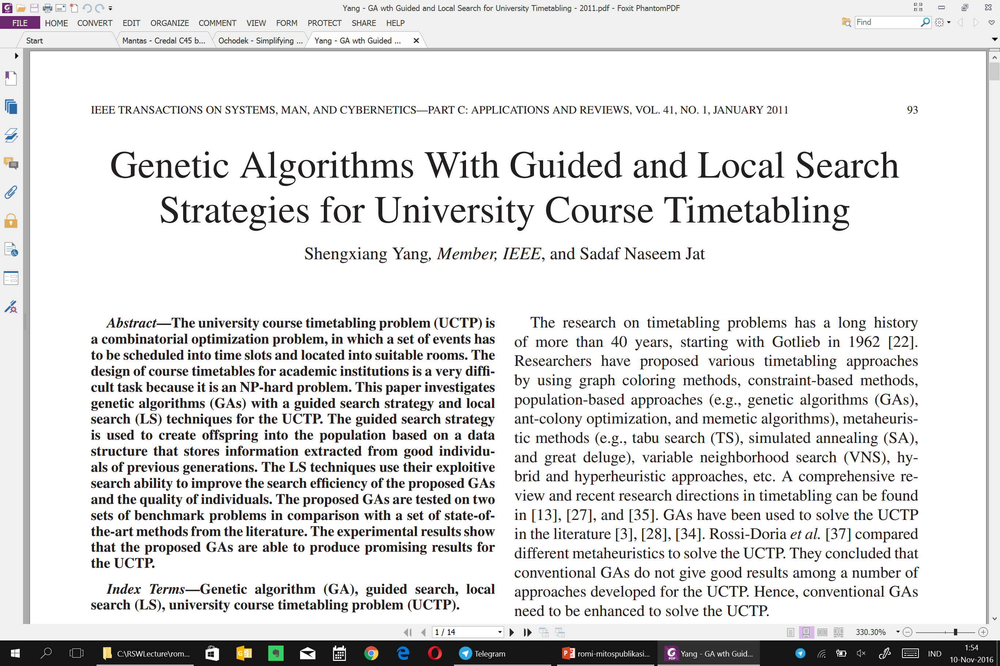 Yang - GA wth Guided and Local Search for University Timetabling - 2011.pdf - Foxit PhantomPDF
FILE HOME CONVERT EDIT ORGANIZE COMMENT VIEW FORM PROTECT SHARE HELP
Find
Start
Mantas - Credal C45 b...
Ochodek - Simplifying ...
Yang - GA wth Guided ...
IEEE TRANSACTIONS ON SYSTEMS, MAN, AND CYBERNETICS—PART C: APPLICATIONS AND REVIEWS, VOL. 41, NO. 1, JANUARY 2011 93
Genetic Algorithms With Guided and Local Search
Strategies for University Course Timetabling
Shengxiang Yang, Member, IEEE, and Sadaf Naseem Jat
Abstract—The university course timetabling problem (UCTP) is
a combinatorial optimization problem, in which a set of events has
to be scheduled into time slots and located into suitable rooms. The
design of course timetables for academic institutions is a very diffi-
cult task because it is an NP-hard problem. This paper investigates
genetic algorithms (GAs) with a guided search strategy and local
search (LS) techniques for the UCTP. The guided search strategy
is used to create offspring into the population based on a data
structure that stores information extracted from good individu-
als of previous generations. The LS techniques use their exploitive
search ability to improve the search efficiency of the proposed GAs
and the quality of individuals. The proposed GAs are tested on two
sets of benchmark problems in comparison with a set of state-of-
the-art methods from the literature. The experimental results show
that the proposed GAs are able to produce promising results for
the UCTP.
Index Terms—Genetic algorithm (GA), guided search, local
search (LS), university course timetabling problem (UCTP).
The research on timetabling problems has a long history
of more than 40 years, starting with Gotlieb in 1962 [22].
Researchers have proposed various timetabling approaches
by using graph coloring methods, constraint-based methods,
population-based approaches (e.g., genetic algorithms (GAs),
ant-colony optimization, and memetic algorithms), metaheuris-
tic methods (e.g., tabu search (TS), simulated annealing (SA),
and great deluge), variable neighborhood search (VNS), hy-
brid and hyperheuristic approaches, etc. A comprehensive re-
view and recent research directions in timetabling can be found
in [13], [27], and [35]. GAs have been used to solve the UCTP
in the literature [3], [28], [34]. Rossi-Doria et al. [37] compared
different metaheuristics to solve the UCTP. They concluded that
conventional GAs do not give good results among a number of
approaches developed for the UCTP. Hence, conventional GAs
need to be enhanced to solve the UCTP.
1 / 14
330.30%
C:\RSWLecture\rom...
Telegram
romi-mitospublikasi...
Yang - GA wth Guid...
IND
1:54
10-Nov-2016